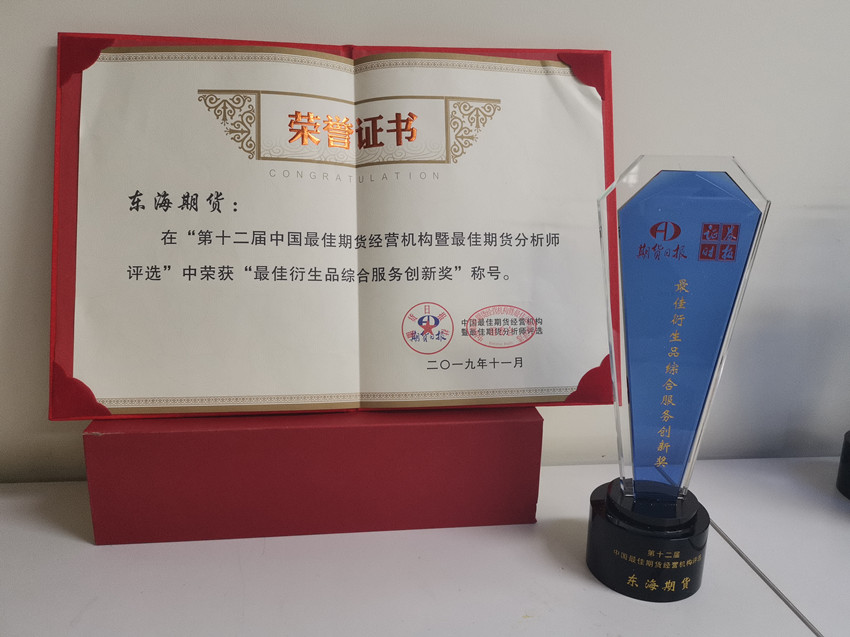 荣誉证书
CONGRATULATION
东海期货：
在“第十二届中国最佳期货经营机构暨最佳期货分析师
评选”中荣获“最佳衍生品综合服务创新奖”称号。
期货日报
中国最佳期货经营机构
暨最佳期货分析师评选
二〇一九年十一月
期货日报
证券
时报
最佳衍生品综合服务创新奖
第十二届
中国最佳期货经营机构评选
东海期货